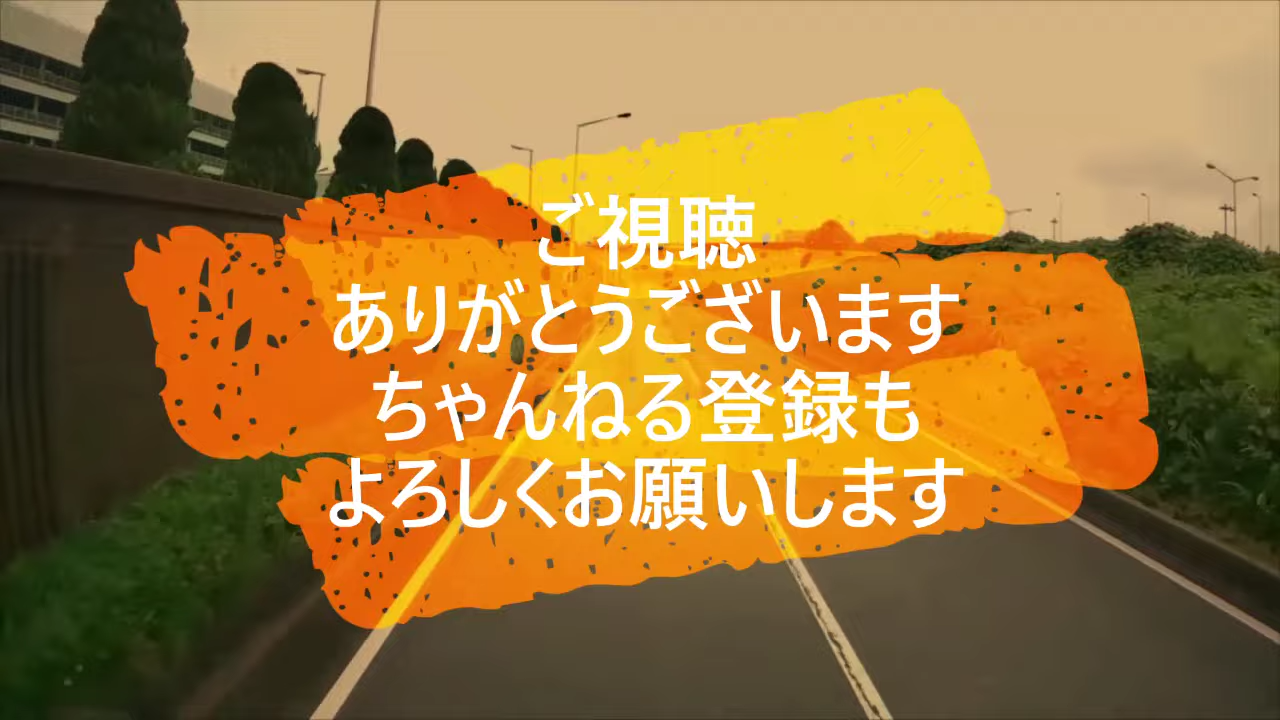 ご視聴
ありがとうございます
ちゃんねる登録も
よろしくお願いします